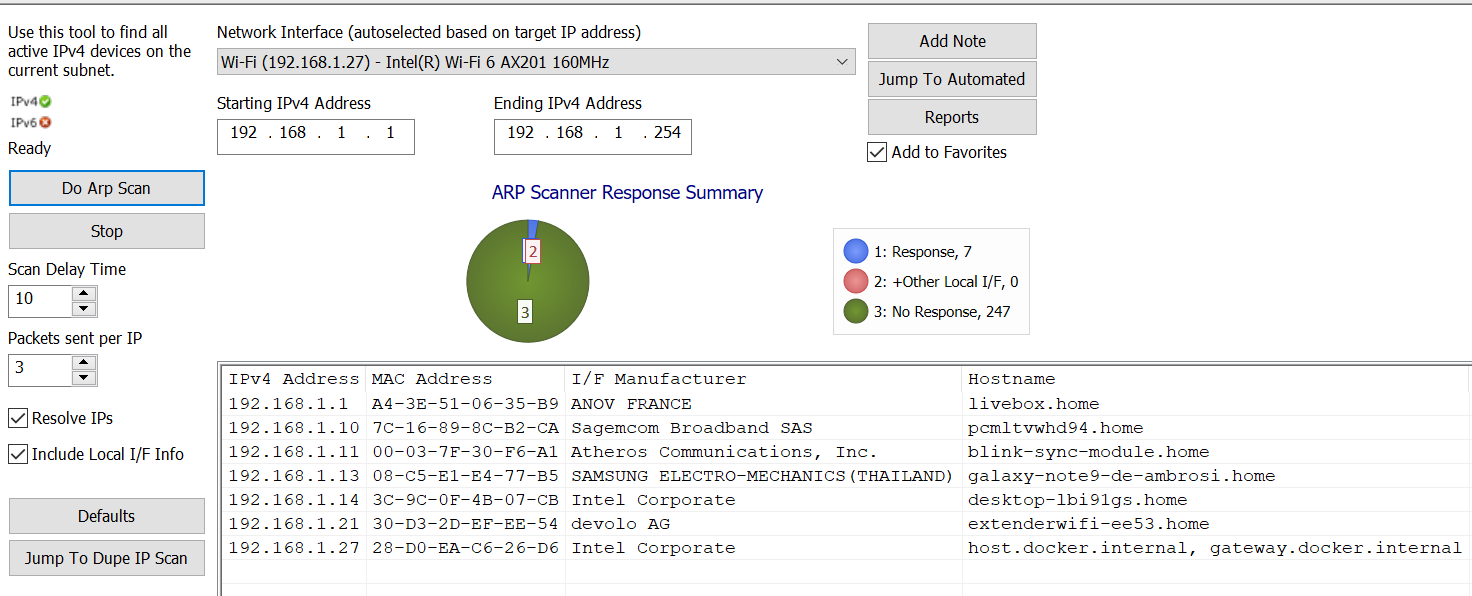 Use this tool to find all
active IPv4 devices on the
current subnet.
IPv4
IPv6
Ready
Do Arp Scan
Stop
Scan Delay Time
10
Packets sent per IP
3
Resolve IPs
Include Local I/F Info
Defaults
Jump To Dupe IP Scan
Network Interface (autoselected based on target IP address)
Wi-Fi (192.168.1.27) - Intel(R) Wi-Fi 6 AX201 160MHz
Starting IPv4 Address
192 . 168 . 1 . 1
Ending IPv4 Address
192 . 168 . 1 . 254
Add Note
Jump To Automated
Reports
Add to Favorites
ARP Scanner Response Summary
2
3
1: Response, 7
2: +Other Local I/F, 0
3: No Response, 247
IPv4 Address MAC Address I/F Manufacturer Hostname
192.168.1.1 A4-3E-51-06-35-B9 ANOV FRANCE livebox.home
192.168.1.10 7C-16-89-8C-B2-CA Sagemcom Broadband SAS pcmltvwhd94.home
192.168.1.11 00-03-7F-30-F6-A1 Atheros Communications, Inc. blink-sync-module.home
192.168.1.13 08-C5-E1-E4-77-B5 SAMSUNG ELECTRO-MECHANICS(THAILAND) galaxy-note9-de-ambrosi.home
192.168.1.14 3C-9C-0F-4B-07-CB Intel Corporate desktop-lbi91gs.home
192.168.1.21 30-D3-2D-EF-EE-54 devolo AG extenderwifi-ee53.home
192.168.1.27 28-D0-EA-C6-26-D6 Intel Corporate host.docker.internal, gateway.docker.internal